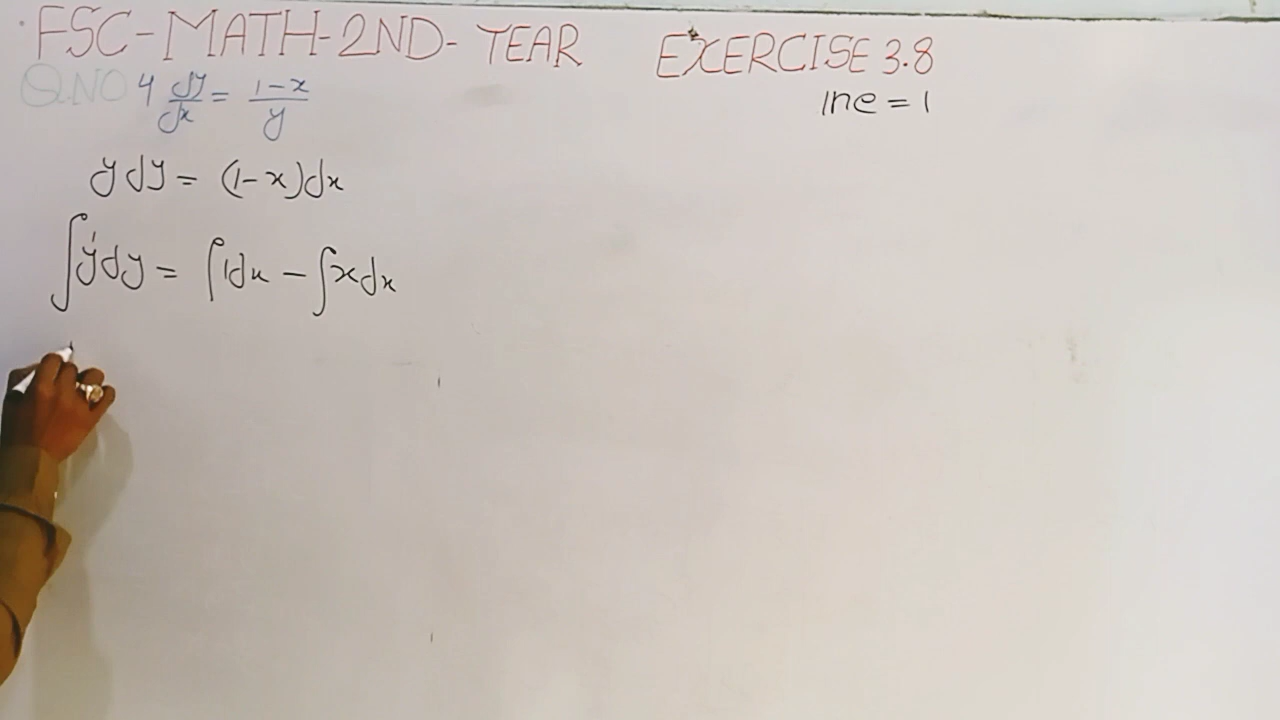 FSC-MATH-2ND-YEAR EXERCISE 3.8
Q.NO 4 dy/dx = (1-x)/y
lne = 1
y dy = (1-x)dx
∫y¹dy = ∫1dx - ∫x dx